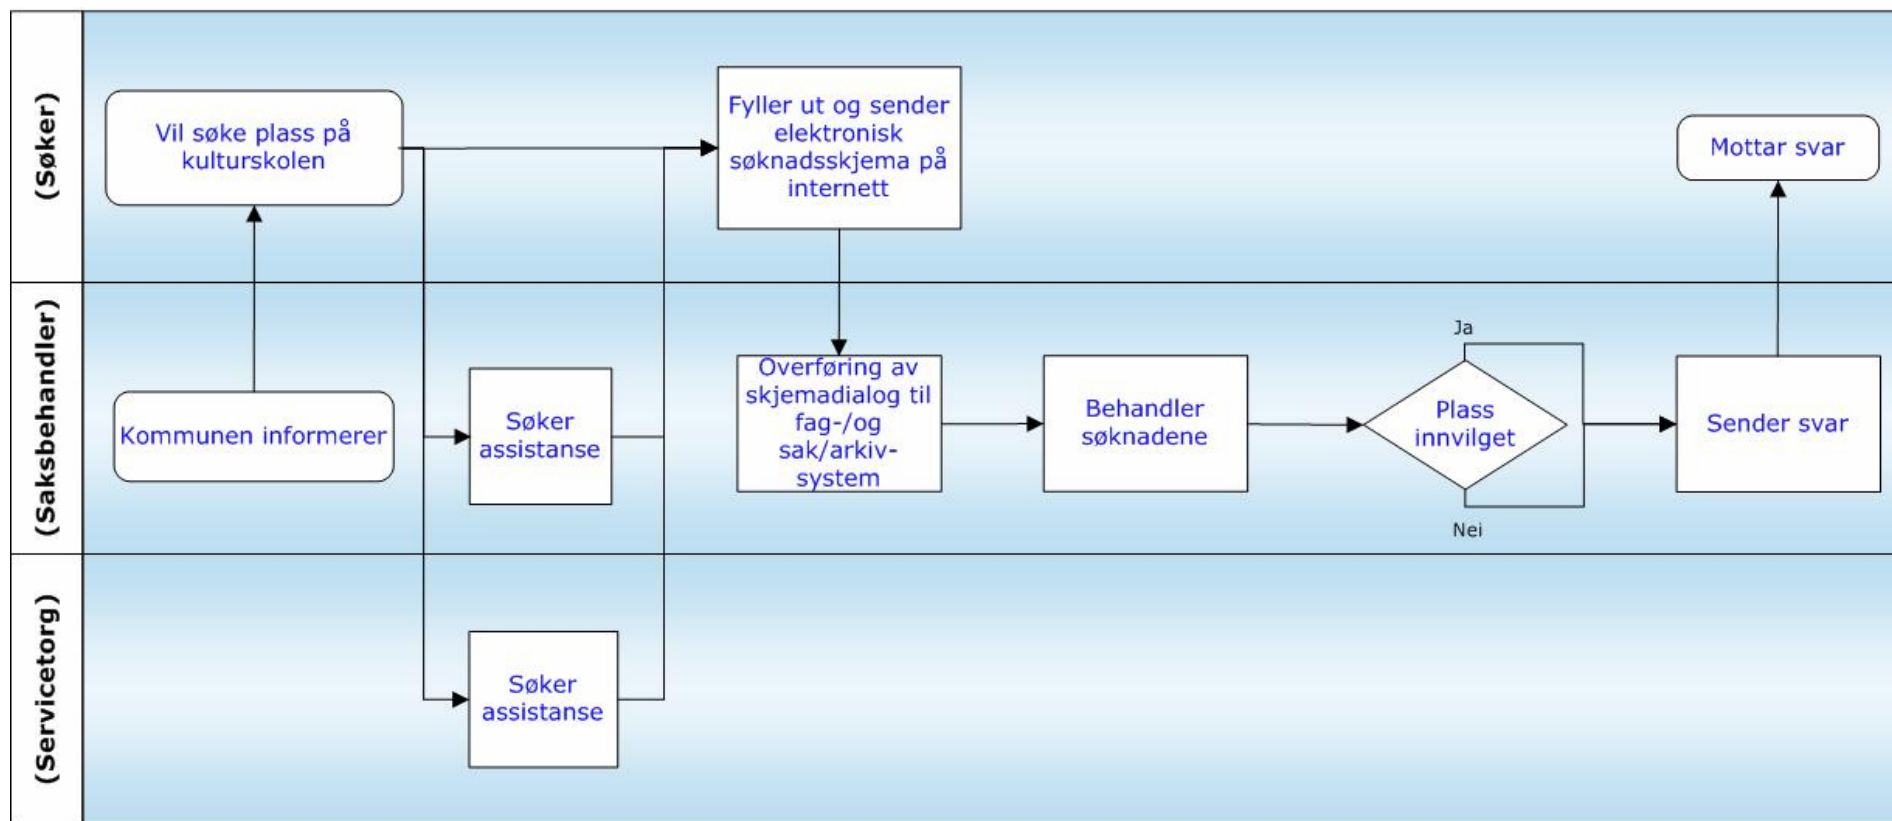 (Søker)
Vil søke plass på
kulturskolen
Fyller ut og sender
elektronisk
søknadsskjema på
internett
Mottar svar
(Saksbehandler)
Kommunen informerer
Søker
assistanse
Overføring av
skjemadialog til
fag-/og
sak/arkiv-
system
Behandler
søknadene
Ja
Plass
innvilget
Nei
Sender svar
(Servicetorg)
Søker
assistanse